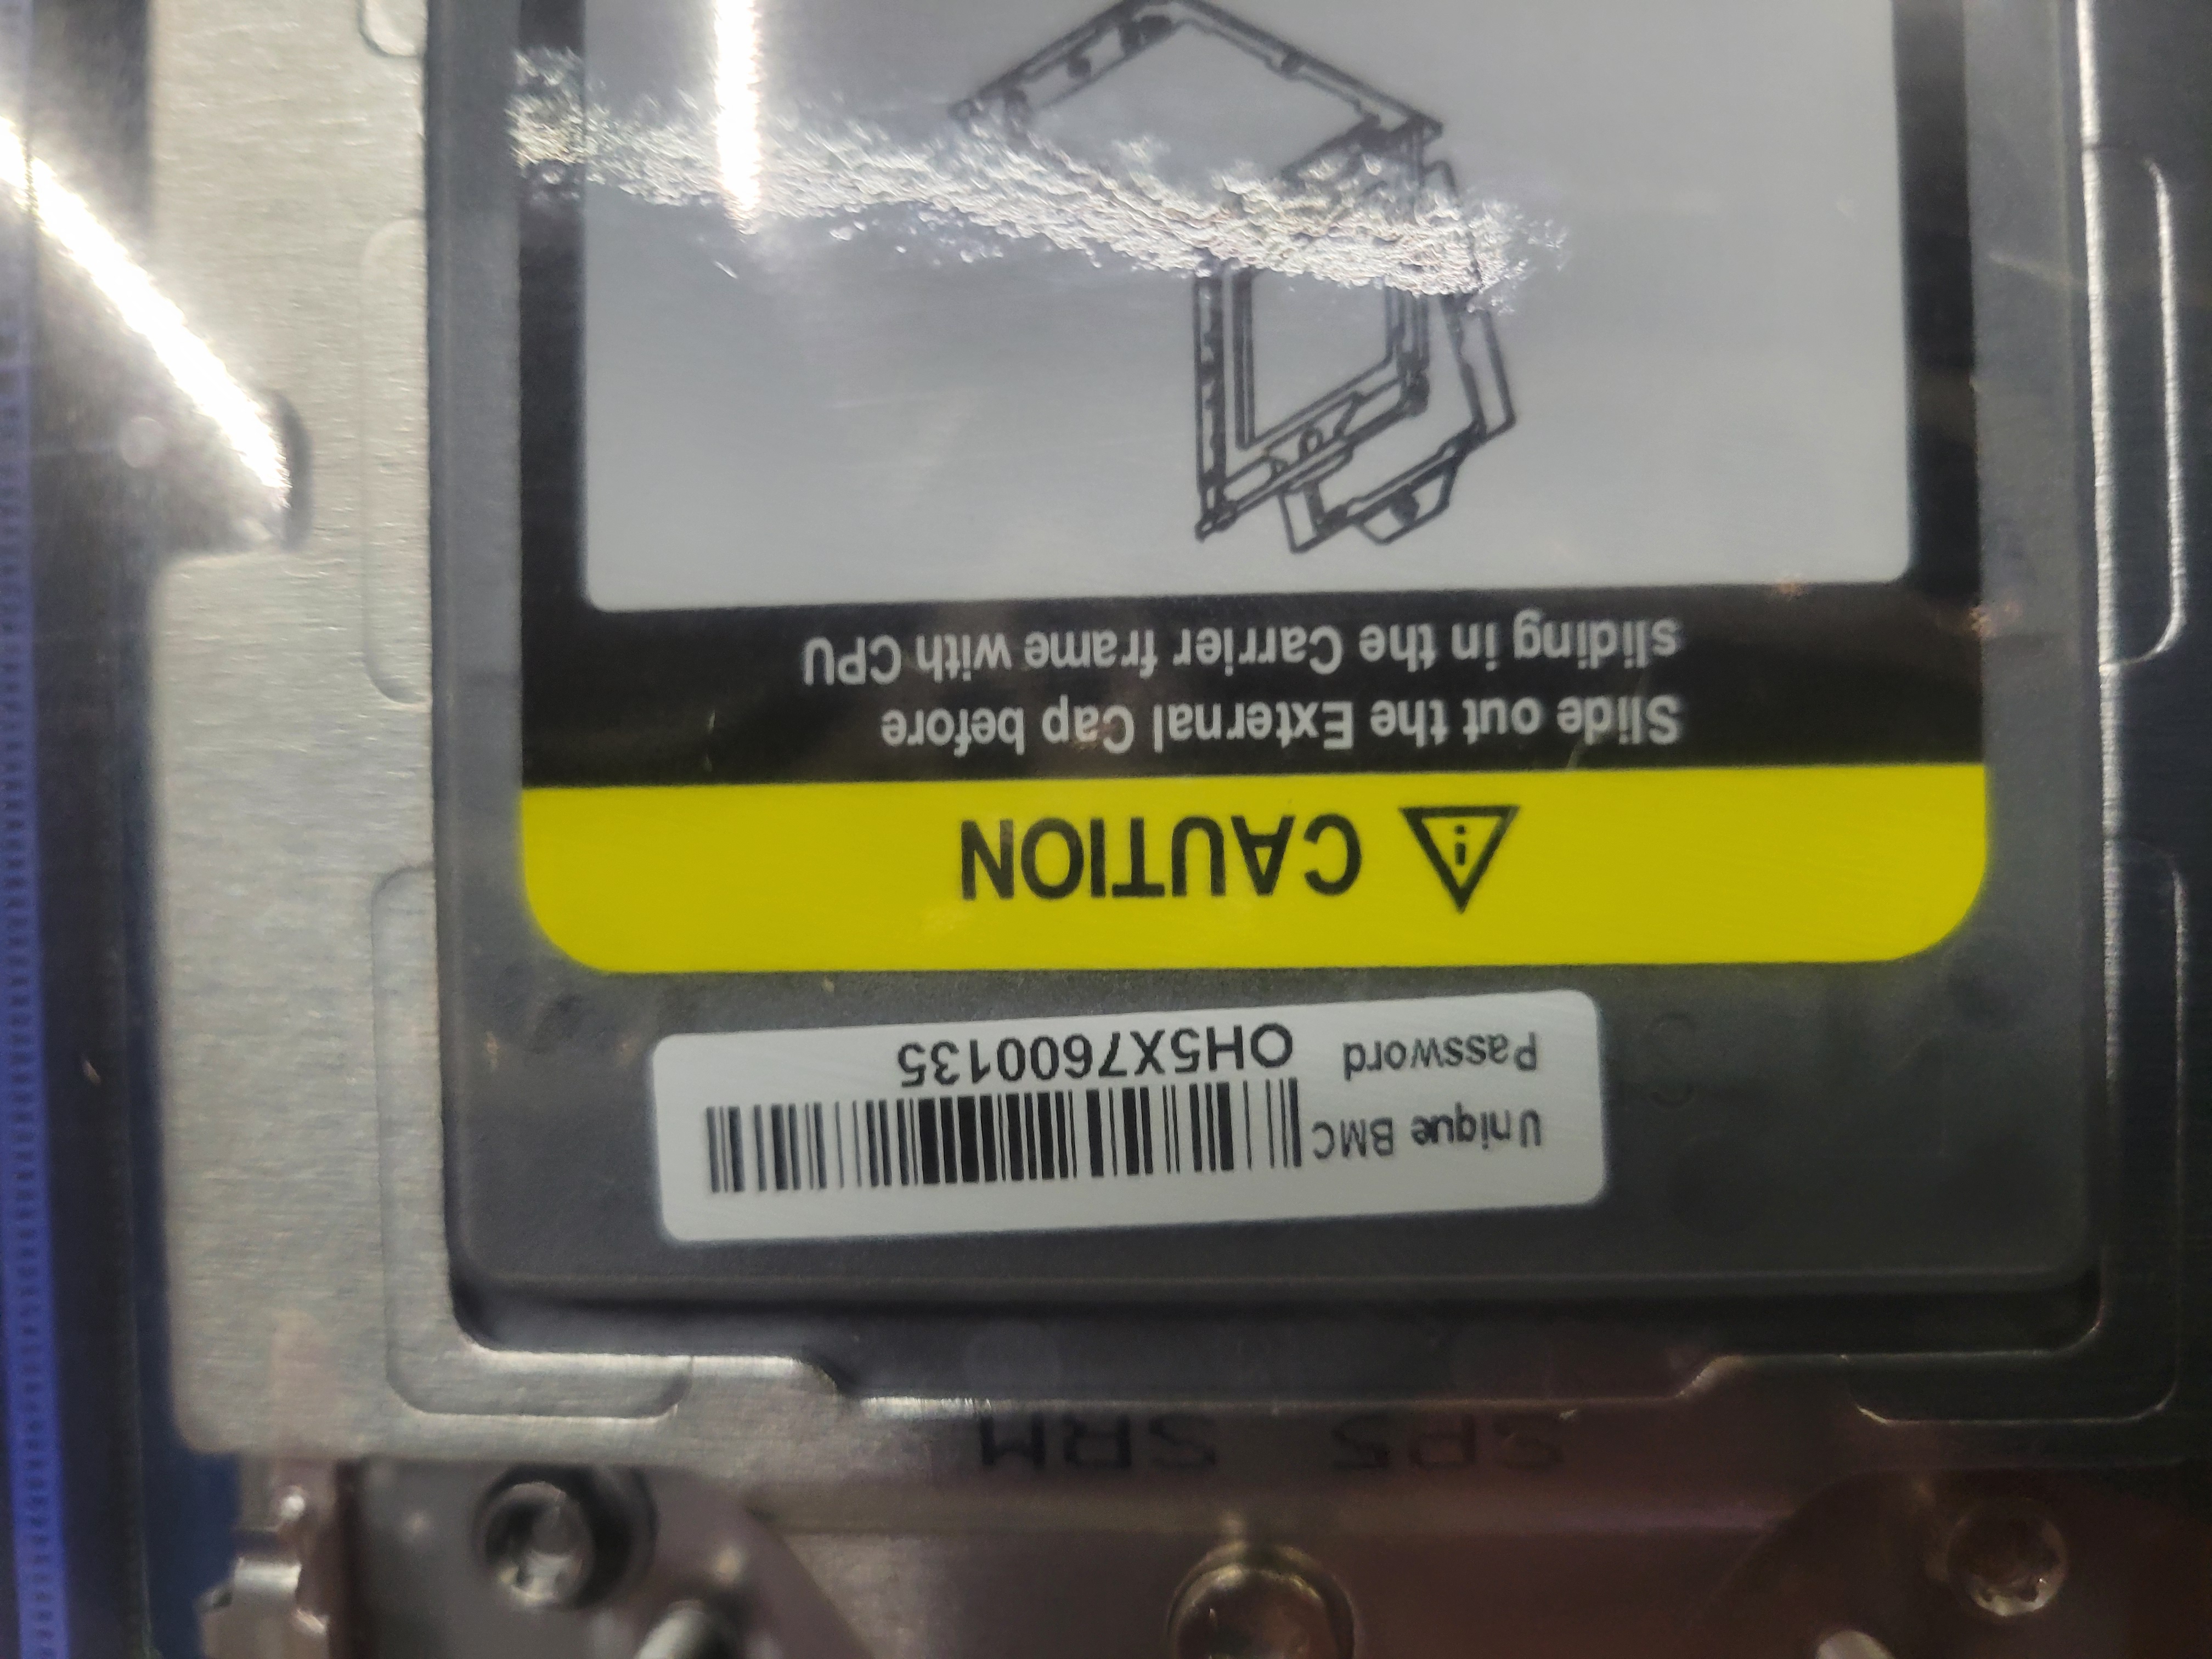 SP5 SRM
Unique BMC
Password OH5X7600135
CAUTION
Slide out the External Cap before
sliding in the Carrier frame with CPU